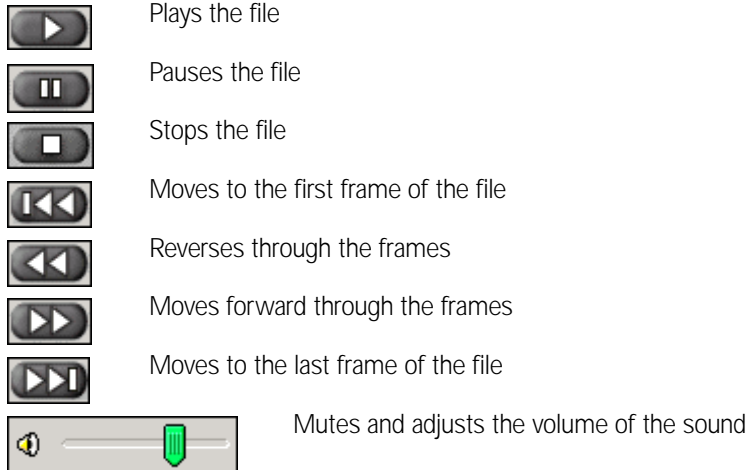 Plays the file
Pauses the file
Stops the file
Moves to the first frame of the file
Reverses through the frames
Moves forward through the frames
Moves to the last frame of the file
Mutes and adjusts the volume of the sound